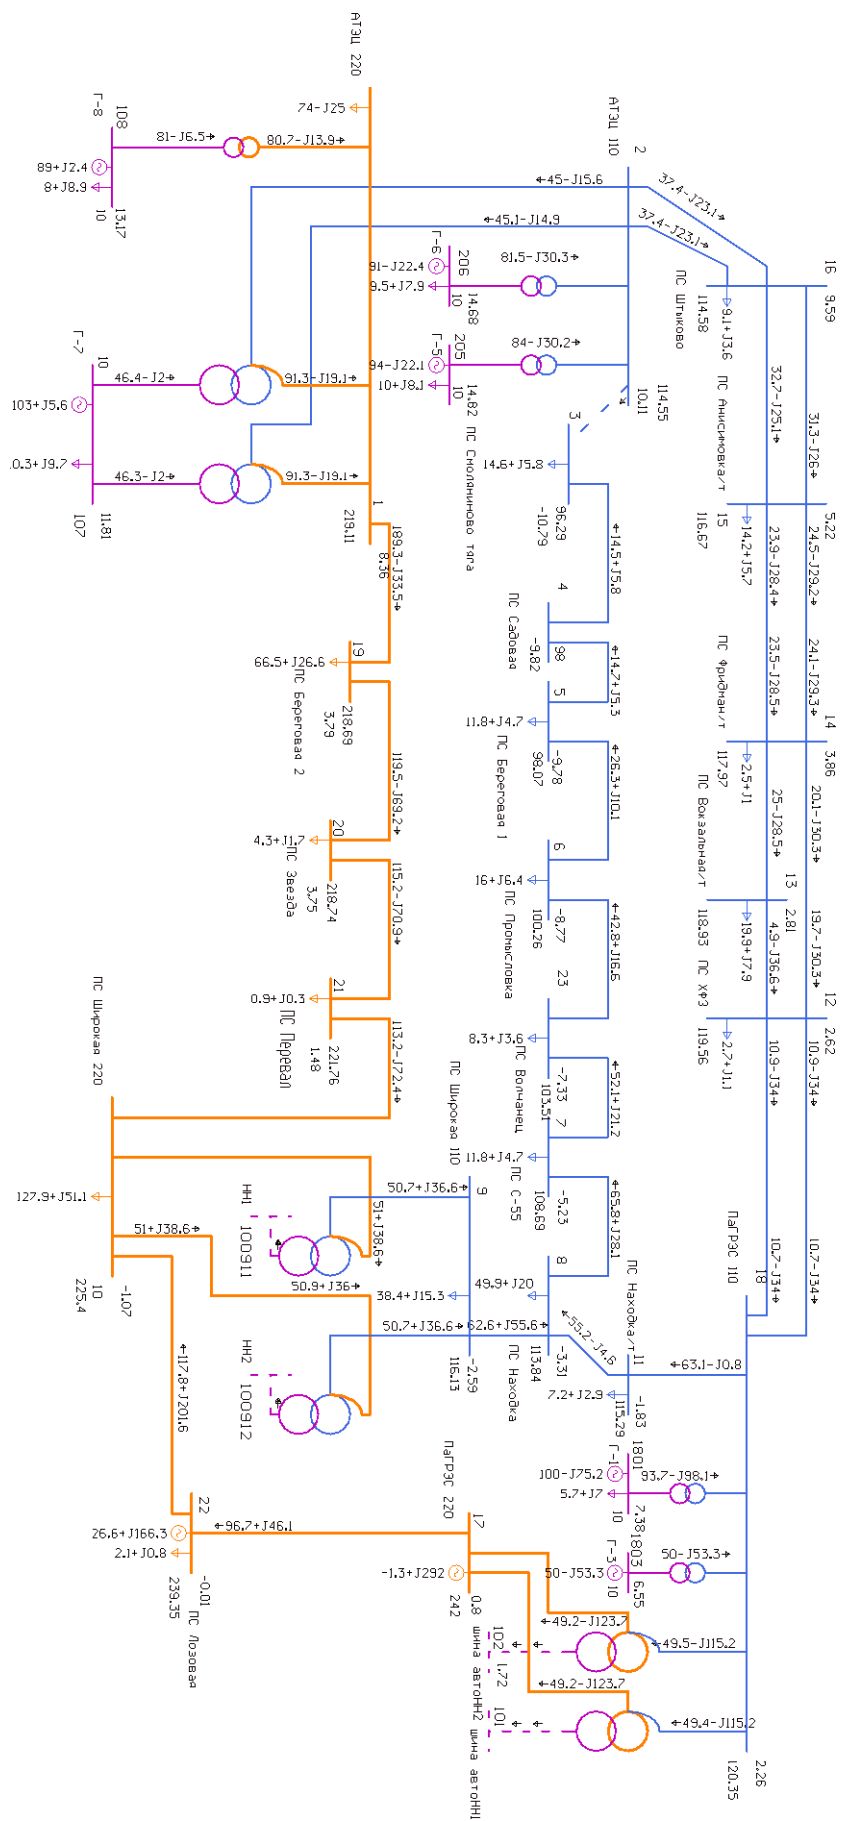 АТЭЦ 220
74-J25
Г-8
108
81-J6.5
80.7-J13.9
89+J2.4
8+J8.9
10
13.17
АТЭЦ 110
2
45-J15.6
45.1-J14.9
37.4-J23.1
37.4-J23.1
Г-6
206
91-J22.4
9.5+J7.9
10
14.68
81.5-J30.3
Г-5
205
94-J22.1
10+J8.1
10
14.82
84-J30.2
114.55
10.11
16
9.59
ПС Штыково
114.58
9.1+J3.6
32.7-J25.1
31.3-J26
Г-7
10
46.4-J2
91.3-J19.1
103+J5.6
0.3+J9.7
46.3-J2
91.3-J19.1
107
11.81
1
219.11
8.36
189.3-J33.5
ПС Смоляниново тяга
3
14.6+J5.8
96.29
-10.79
14.5+J5.8
ПС Анисимовка/т
15
5.22
116.67
14.2+J5.7
23.9-J28.4
24.5-J29.2
ПС Садовая
4
98
-9.82
14.7+J5.3
19
66.5+J26.6
ПС Береговая 2
218.69
3.79
119.5-J69.2
5
11.8+J4.7
ПС Береговая 1
98.07
-9.78
26.3+J10.1
23.5-J28.5
24.1-J29.3
ПС Фридман/т
14
3.86
117.97
2.5+J1
25-J28.5
20.1-J30.3
20
4.3+J1.7
ПС Звезда
218.74
3.75
115.2-J70.9
6
16+J6.4
ПС Промысловка
100.26
-8.77
42.8+J16.6
ПС Вокзальная/т
13
2.81
118.93
19.9+J7.9
4.9-J36.6
19.7-J30.3
21
0.9+J0.3
ПС Перевал
221.76
1.48
113.2-J72.4
23
8.3+J3.6
ПС Волчанец
103.51
-7.33
52.1+J21.2
ПС ХФЗ
12
2.62
119.56
2.7+J1.1
10.9-J34
10.9-J34
7
11.8+J4.7
ПС С-55
108.69
-5.23
65.8+J28.1
ПС Широкая 220
127.9+J51.1
51+J38.6
51+J38.6
10
225.4
-1.07
ПС Широкая 110
9
50.7+J36.6
НН1
100911
50.9+J36
38.4+J15.3
50.7+J36.6
НН2
100912
116.13
-2.59
8
49.9+J20
62.6+J55.6
ПС Находка
113.84
-3.31
55.2-J4.6
ПС Находка/т
11
7.2+J2.9
115.29
-1.83
63.1-J0.8
ПаГРЭС 110
18
10.7-J34
10.7-J34
117.8+J201.6
22
26.6+J166.3
2.1+J0.8
239.35
-0.01
ПС Лозовая
96.7+J46.1
ПаГРЭС 220
17
-1.3+J292
242
0.8
Г-1
1801
100-J75.2
5.7+J7
10
7.38
93.7-J98.1
Г-3
1803
50-J53.3
10
6.55
50-J53.3
49.2-J123.7
49.5-J115.2
102
1.72
шина автоНН2
49.2-J123.7
49.4-J115.2
101
шина автоНН1
2.26
120.35